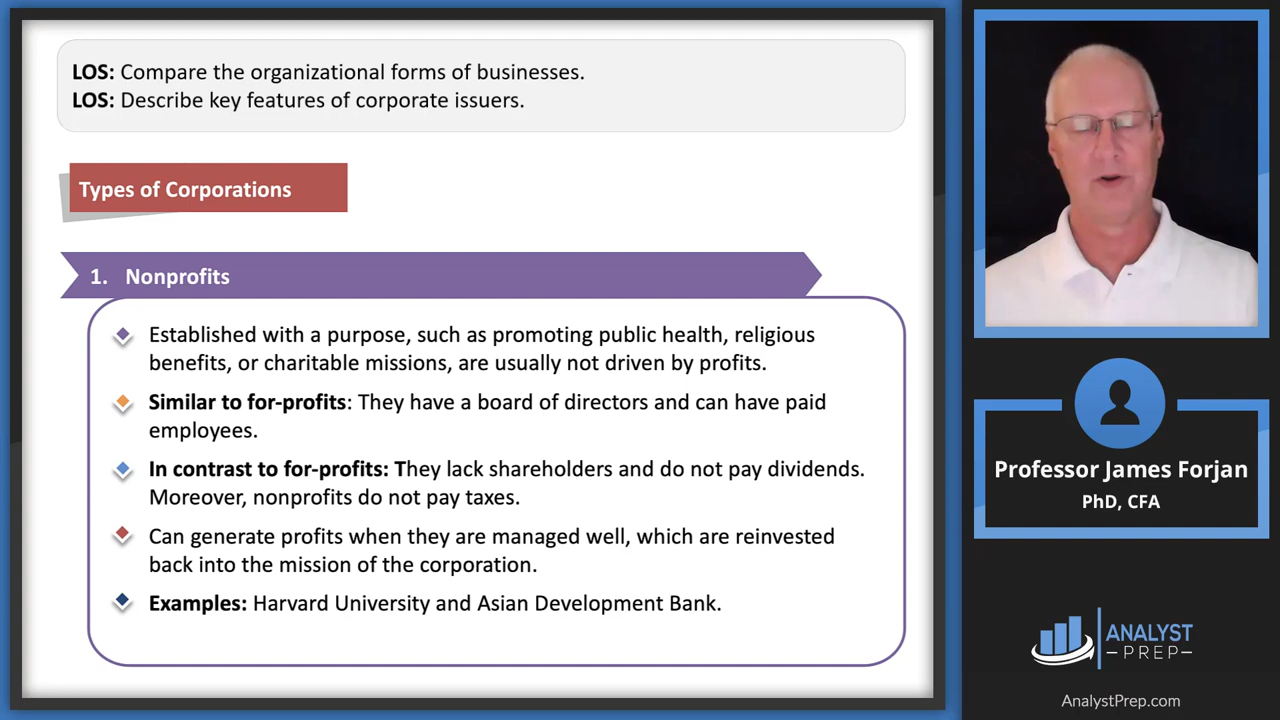 LOS: Compare the organizational forms of businesses.
LOS: Describe key features of corporate issuers.
Types of Corporations
1. Nonprofits
Established with a purpose, such as promoting public health, religious
benefits, or charitable missions, are usually not driven by profits.
Similar to for-profits: They have a board of directors and can have paid
employees.
In contrast to for-profits: They lack shareholders and do not pay dividends.
Moreover, nonprofits do not pay taxes.
Can generate profits when they are managed well, which are reinvested
back into the mission of the corporation.
Examples: Harvard University and Asian Development Bank.
Professor James Forjan
PhD, CFA
ANALYST
PREP
AnalystPrep.com